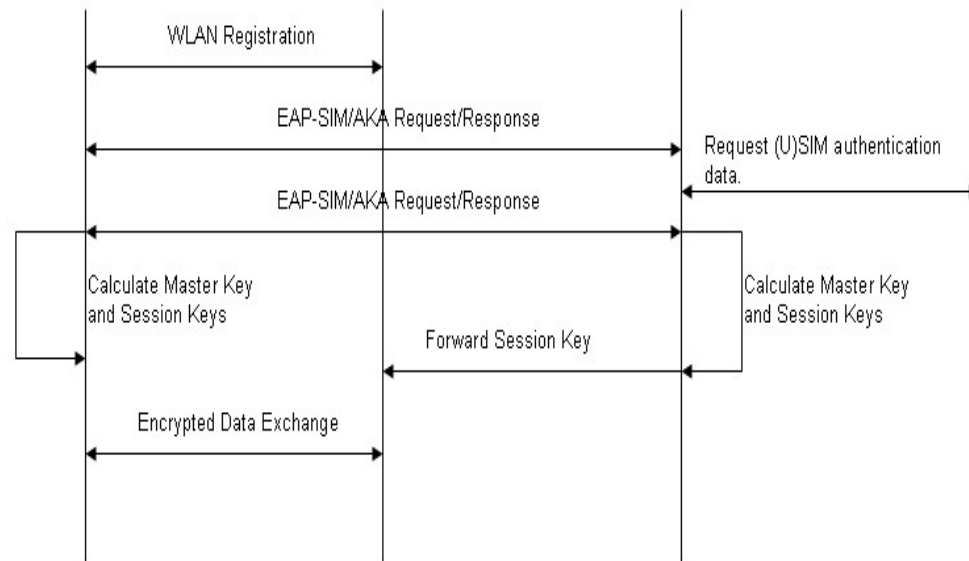 WLAN Registration
EAP-SIM/AKA Request/Response
Request (U)SIM authentication
data.
EAP-SIM/AKA Request/Response
Calculate Master Key
and Session Keys
Calculate Master Key
and Session Keys
Forward Session Key
Encrypted Data Exchange